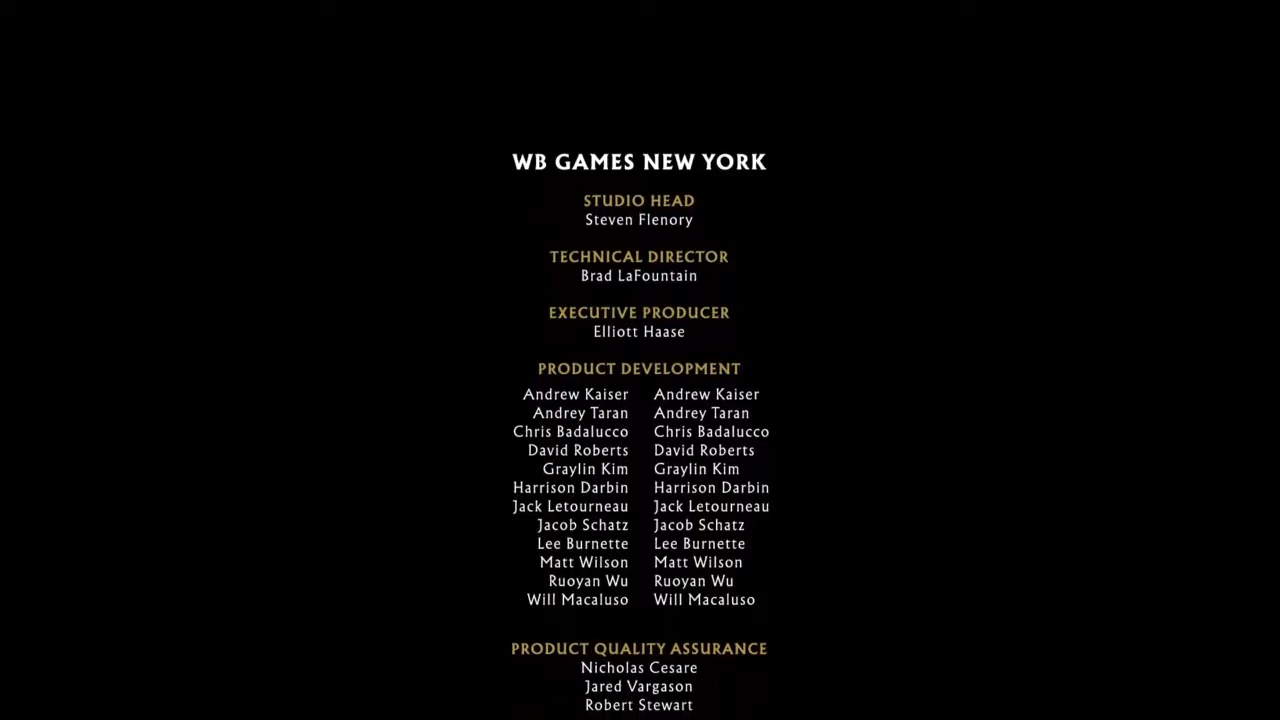 WB GAMES NEW YORK
STUDIO HEAD
Steven Flenory
TECHNICAL DIRECTOR
Brad LaFountain
EXECUTIVE PRODUCER
Elliott Haase
PRODUCT DEVELOPMENT
Andrew Kaiser Andrew Kaiser
Andrey Taran Andrey Taran
Chris Badalucco Chris Badalucco
David Roberts David Roberts
Graylin Kim Graylin Kim
Harrison Darbin Harrison Darbin
Jack Letourneau Jack Letourneau
Jacob Schatz Jacob Schatz
Lee Burnette Lee Burnette
Matt Wilson Matt Wilson
Ruoyan Wu Ruoyan Wu
Will Macaluso Will Macaluso
PRODUCT QUALITY ASSURANCE
Nicholas Cesare
Jared Vargason
Robert Stewart